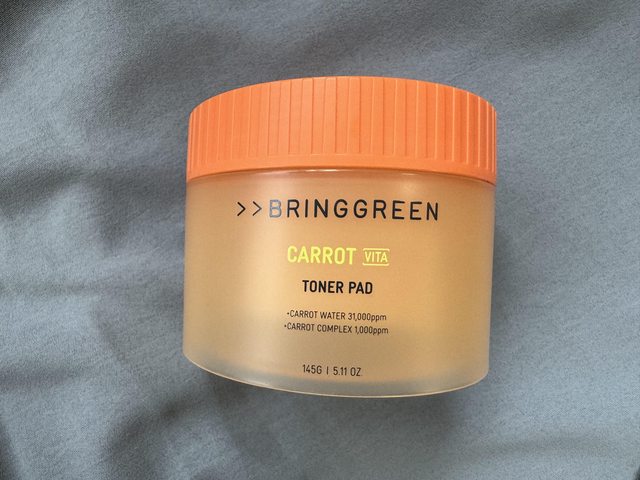 >>BRINGGREEN
CARROT VITA
TONER PAD
•CARROT WATER 31,000ppm
•CARROT COMPLEX 1,000ppm
145G | 5.11 OZ